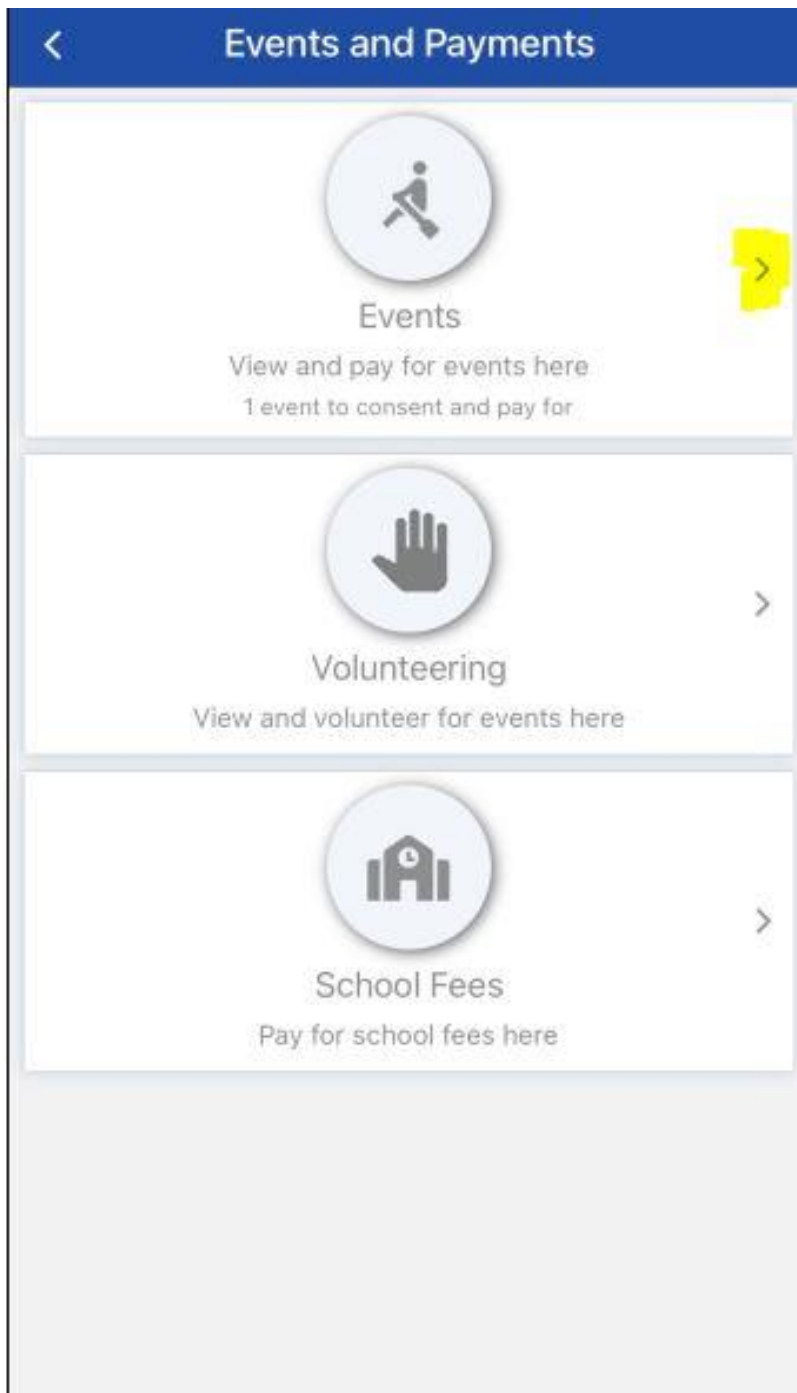 Events and Payments
Events
View and pay for events here
1 event to consent and pay for
Volunteering
View and volunteer for events here
School Fees
Pay for school fees here